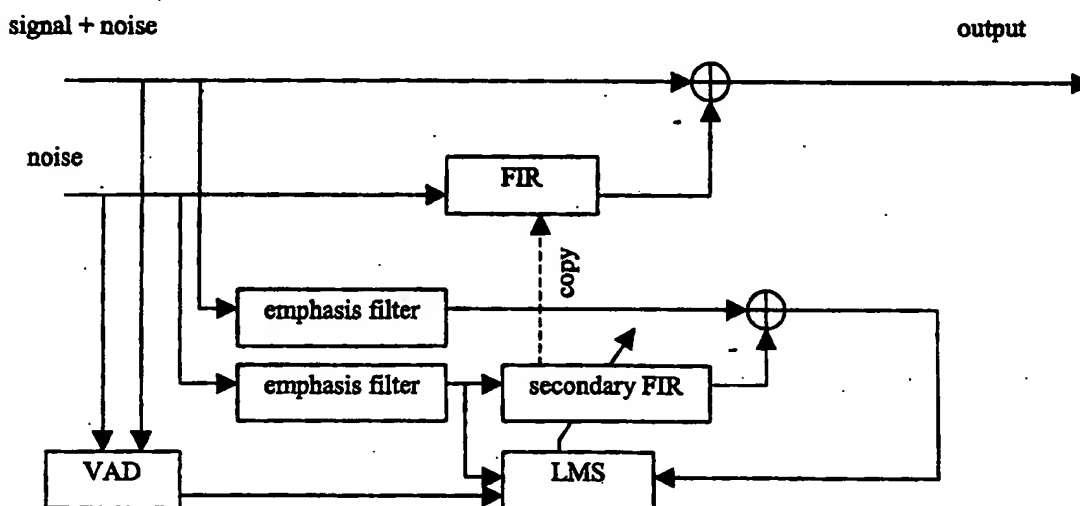 signal + noise
output
noise
FIR
copy
emphasis filter
emphasis filter
secondary FIR
VAD
LMS